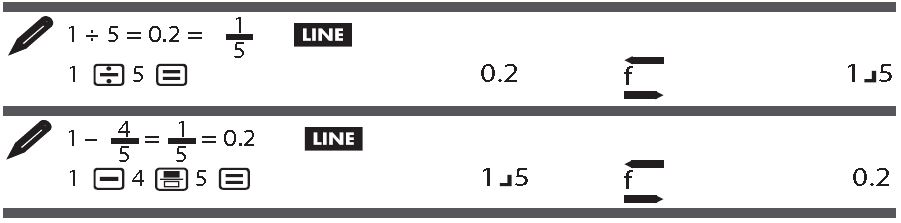 1 ÷ 5 = 0.2 = 1/5 LINE
1 ÷ 5 = 0.2 f 1⌟5
1 – 4/5 = 1/5 = 0.2 LINE
1 − 4 5 = 1⌟5 f 0.2